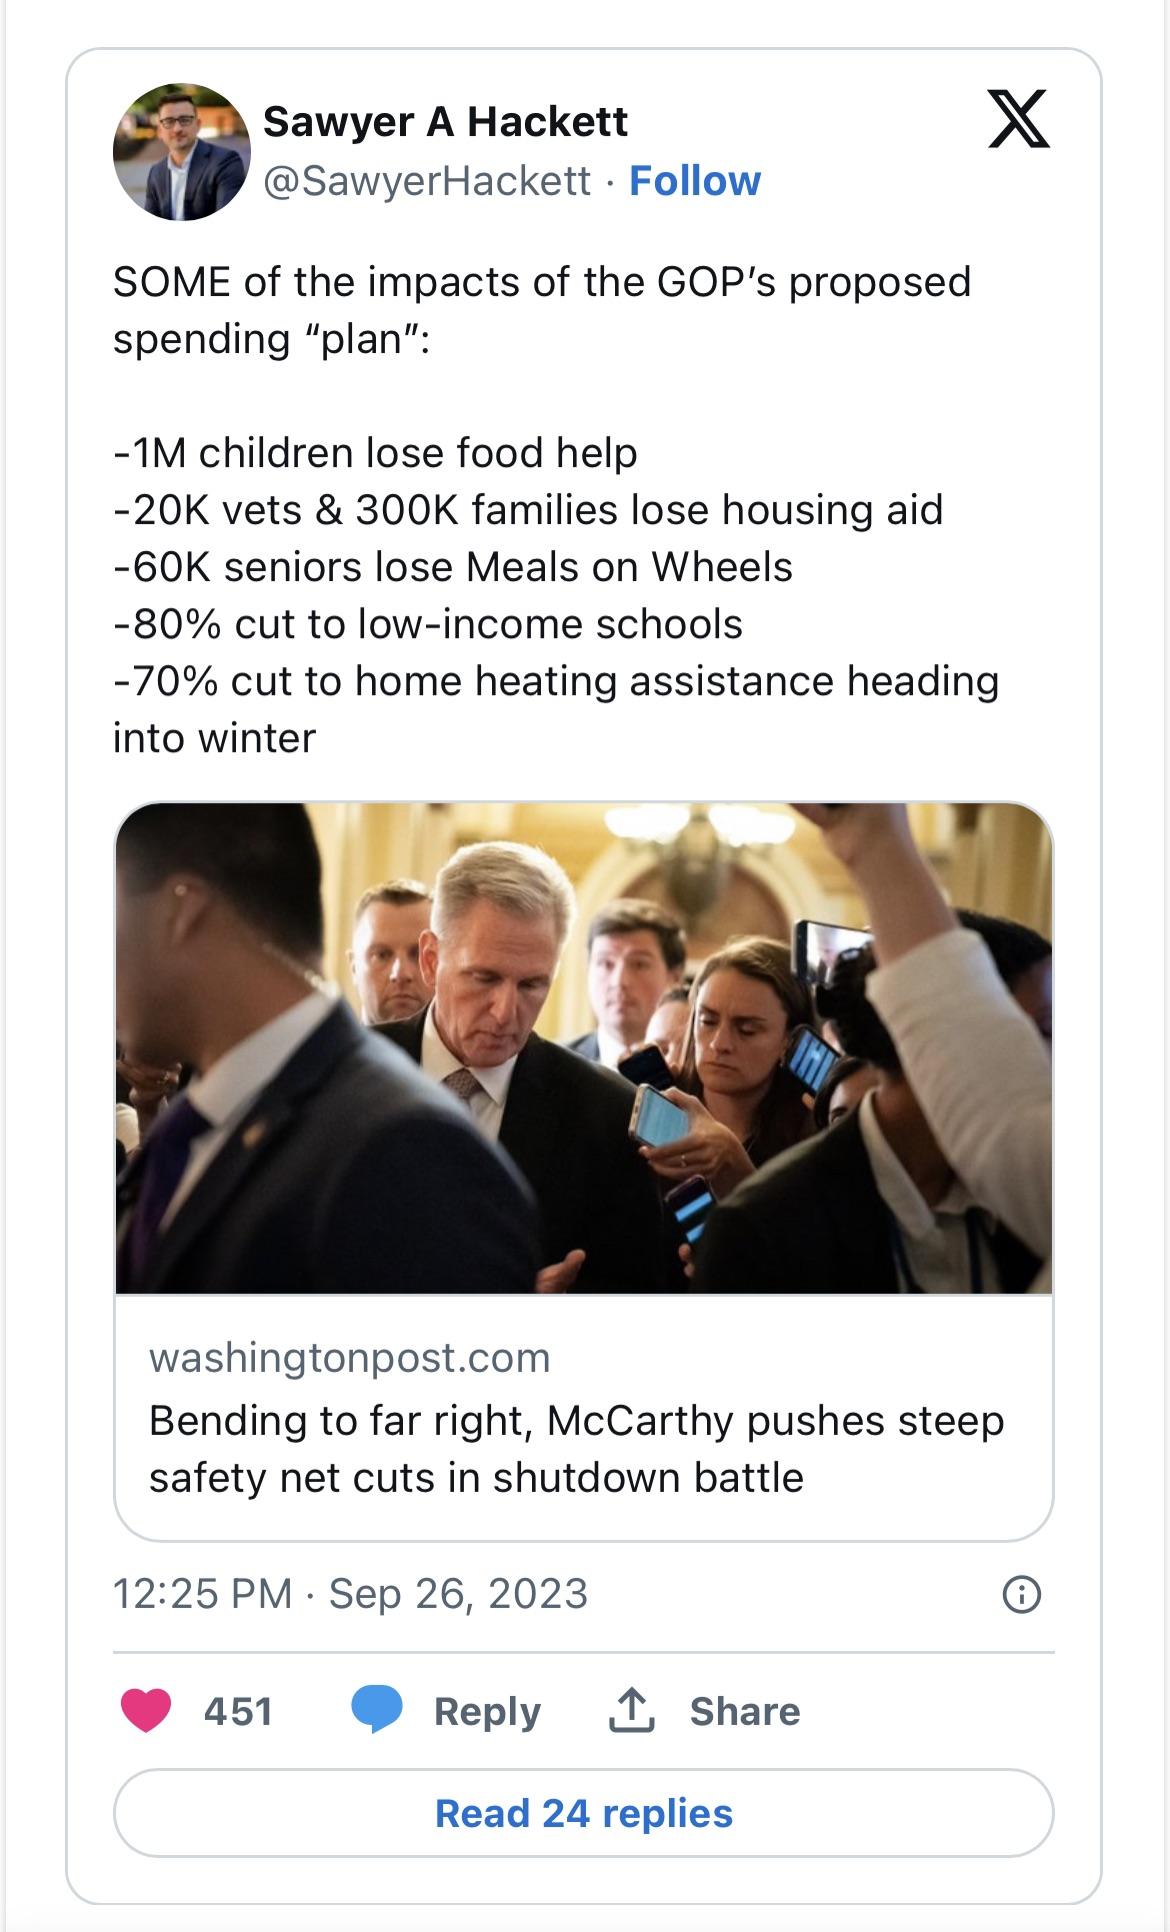 Sawyer A Hackett
@SawyerHackett · Follow
SOME of the impacts of the GOP’s proposed
spending “plan”:
-1M children lose food help
-20K vets & 300K families lose housing aid
-60K seniors lose Meals on Wheels
-80% cut to low-income schools
-70% cut to home heating assistance heading
into winter
washingtonpost.com
Bending to far right, McCarthy pushes steep
safety net cuts in shutdown battle
12:25 PM · Sep 26, 2023
451 Reply Share
Read 24 replies